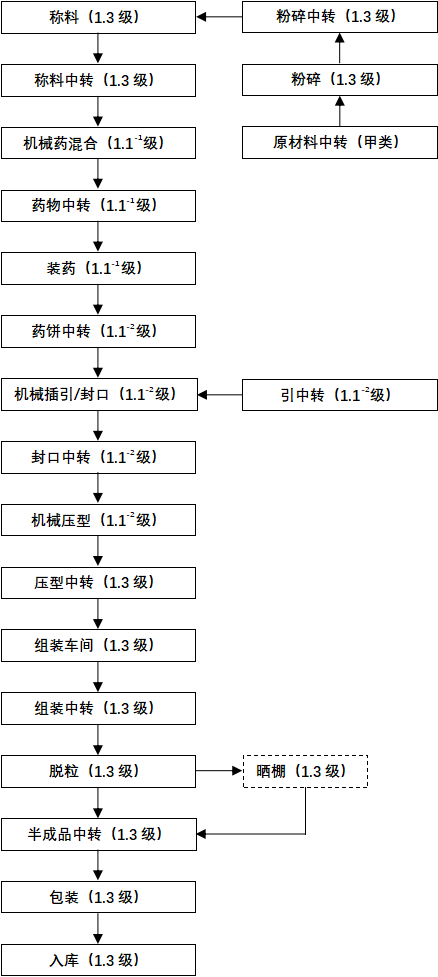 称料（1.3 级）
粉碎中转（1.3 级）
称料中转（1.3 级）
粉碎（1.3 级）
机械药混合（1.1⁻¹级）
原材料中转（甲类）
药物中转（1.1⁻¹级）
装药（1.1⁻¹级）
药饼中转（1.1⁻²级）
机械插引/封口（1.1⁻²级）
引中转（1.1⁻²级）
封口中转（1.1⁻²级）
机械压型（1.1⁻²级）
压型中转（1.3 级）
组装车间（1.3 级）
组装中转（1.3 级）
脱粒（1.3 级）
晒棚（1.3 级）
半成品中转（1.3 级）
包装（1.3 级）
入库（1.3 级）